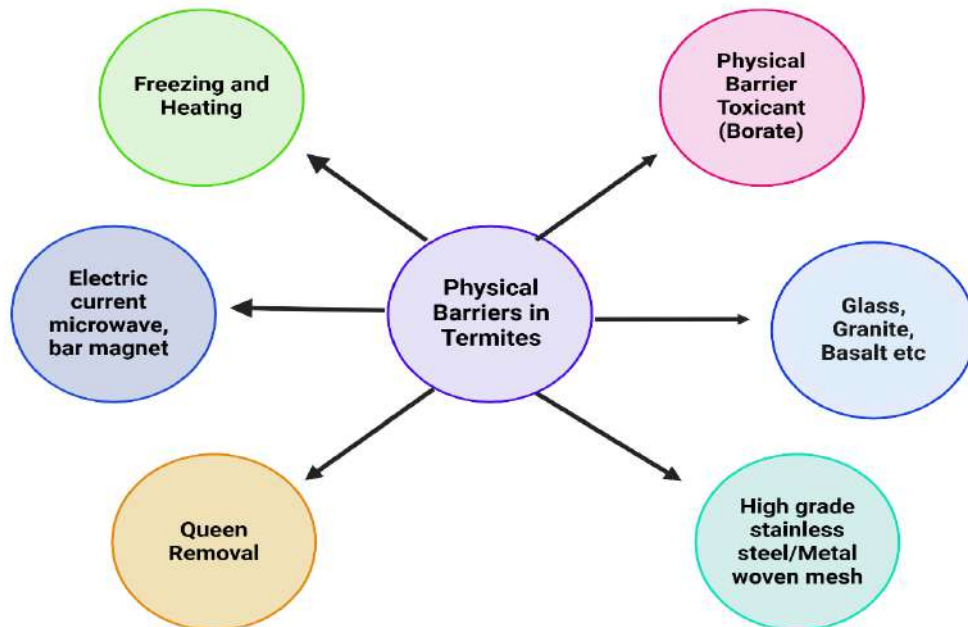 Freezing and
Heating
Physical
Barrier
Toxicant
(Borate)
Electric
current
microwave,
bar magnet
Physical
Barriers in
Termites
Glass,
Granite,
Basalt etc
Queen
Removal
High grade
stainless
steel/Metal
woven mesh